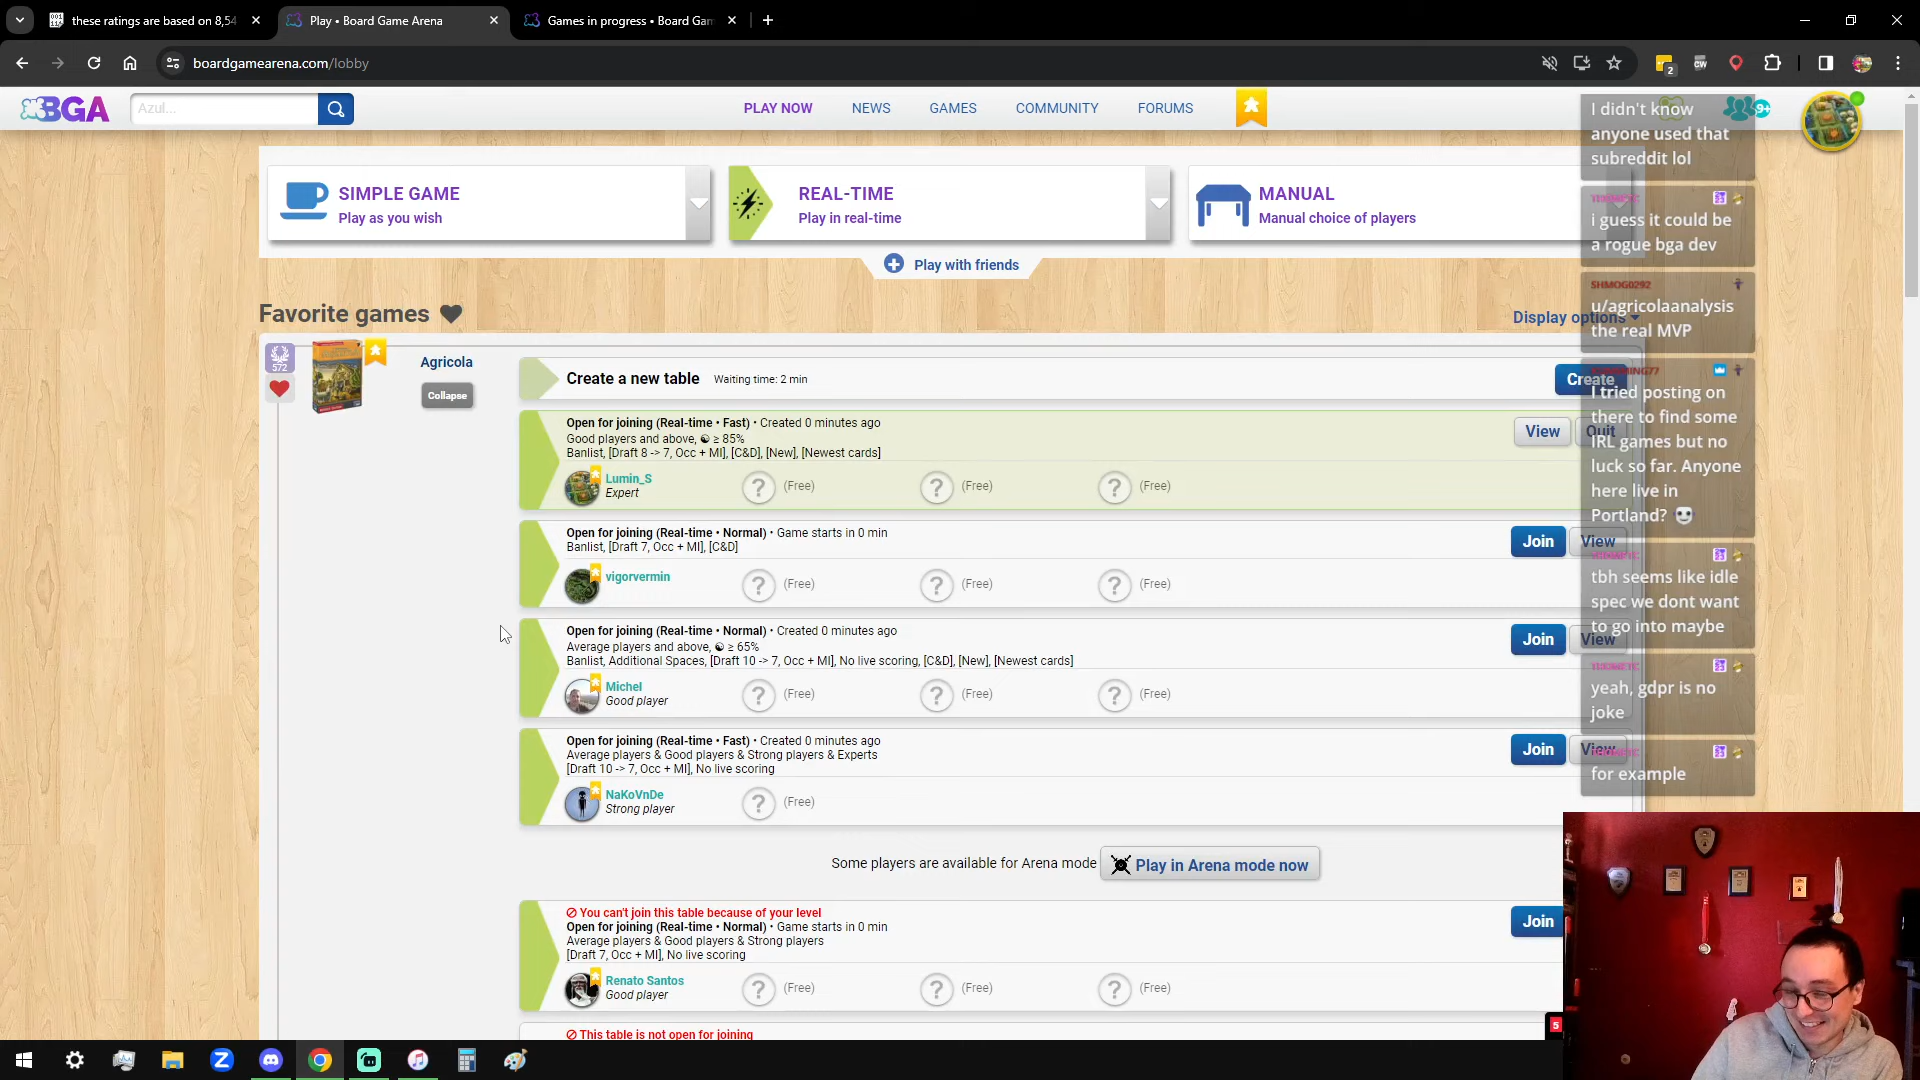 these ratings are based on 8,54
Play • Board Game Arena
Games in progress • Board Gam
boardgamearena.com/lobby
2
BGA
Azul...
PLAY NOW
NEWS
GAMES
COMMUNITY
FORUMS
9+
SIMPLE GAME
Play as you wish
REAL-TIME
Play in real-time
MANUAL
Manual choice of players
Play with friends
Favorite games
Display options
572
Agricola
Collapse
Create a new table
Waiting time: 2 min
Create
Open for joining (Real-time • Fast) • Created 0 minutes ago
Good players and above, ≥ 85%
Banlist, [Draft 8 -> 7, Occ + MI], [C&D], [New], [Newest cards]
View
Quit
Lumin_S
Expert
? (Free)
? (Free)
? (Free)
Open for joining (Real-time • Normal) • Game starts in 0 min
Banlist, [Draft 7, Occ + MI], [C&D]
Join
View
vigorvermin
? (Free)
? (Free)
? (Free)
Open for joining (Real-time • Normal) • Created 0 minutes ago
Average players and above, ≥ 65%
Banlist, Additional Spaces, [Draft 10 -> 7, Occ + MI], No live scoring, [C&D], [New], [Newest cards]
Join
View
Michel
Good player
? (Free)
? (Free)
? (Free)
Open for joining (Real-time • Fast) • Created 0 minutes ago
Average players & Good players & Strong players & Experts
[Draft 10 -> 7, Occ + MI], No live scoring
Join
View
NaKoVnDe
Strong player
? (Free)
Some players are available for Arena mode
Play in Arena mode now
You can't join this table because of your level
Open for joining (Real-time • Normal) • Game starts in 0 min
Average players & Good players & Strong players
[Draft 7, Occ + MI], No live scoring
Join
Renato Santos
Good player
? (Free)
? (Free)
? (Free)
This table is not open for joining
I didn't know
anyone used that
subreddit lol
i guess it could be
a rogue bga dev
SHMOG0292
u/agricolaanalysis
the real MVP
I tried posting on
there to find some
IRL games but no
luck so far. Anyone
here live in
Portland?
tbh seems like idle
spec we dont want
to go into maybe
yeah, gdpr is no
joke
for example
5